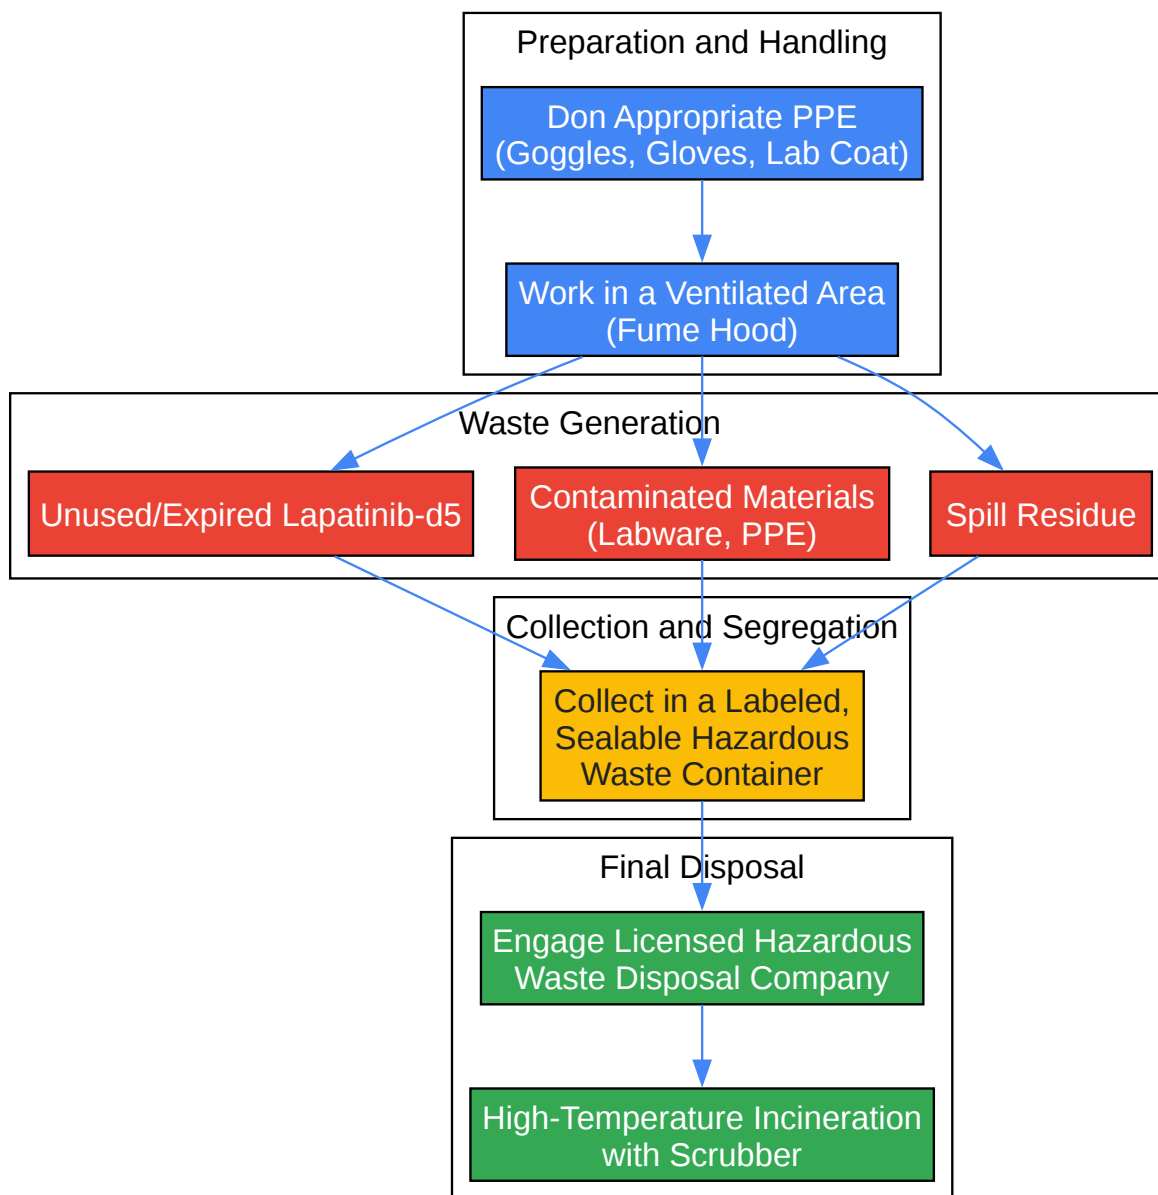 Preparation and Handling
Don Appropriate PPE
(Goggles, Gloves, Lab Coat)
Work in a Ventilated Area
(Fume Hood)
Waste Generation
Unused/Expired Lapatinib-d5
Contaminated Materials
(Labware, PPE)
Spill Residue
Collection and Segregation
Collect in a Labeled,
Sealable Hazardous
Waste Container
Final Disposal
Engage Licensed Hazardous
Waste Disposal Company
High-Temperature Incineration
with Scrubber